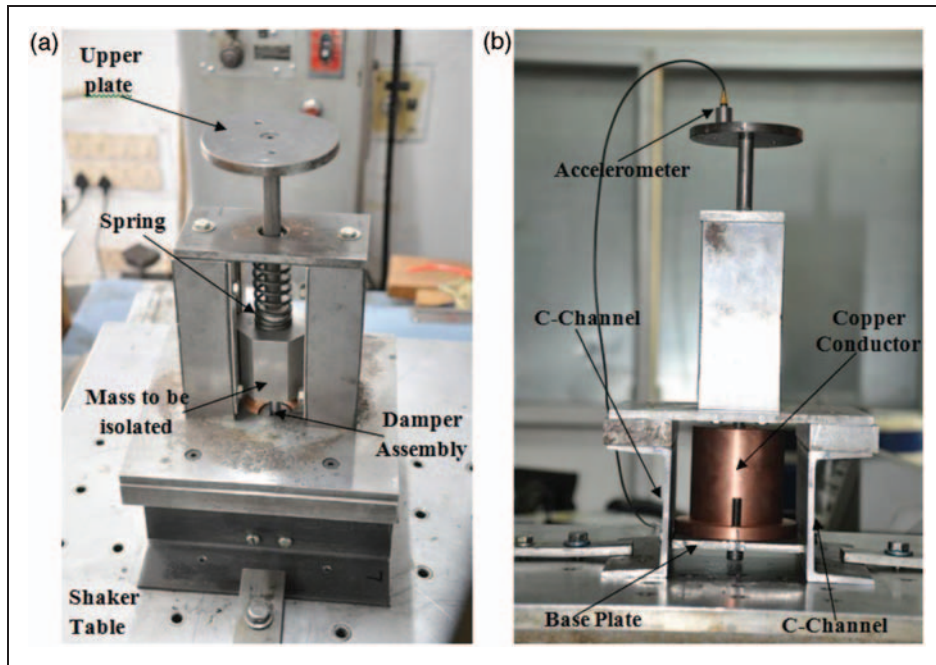 (a)
Upper
plate
Spring
Mass to be
isolated
Damper
Assembly
Shaker
Table
(b)
Accelerometer
C-Channel
Copper
Conductor
Base Plate
C-Channel